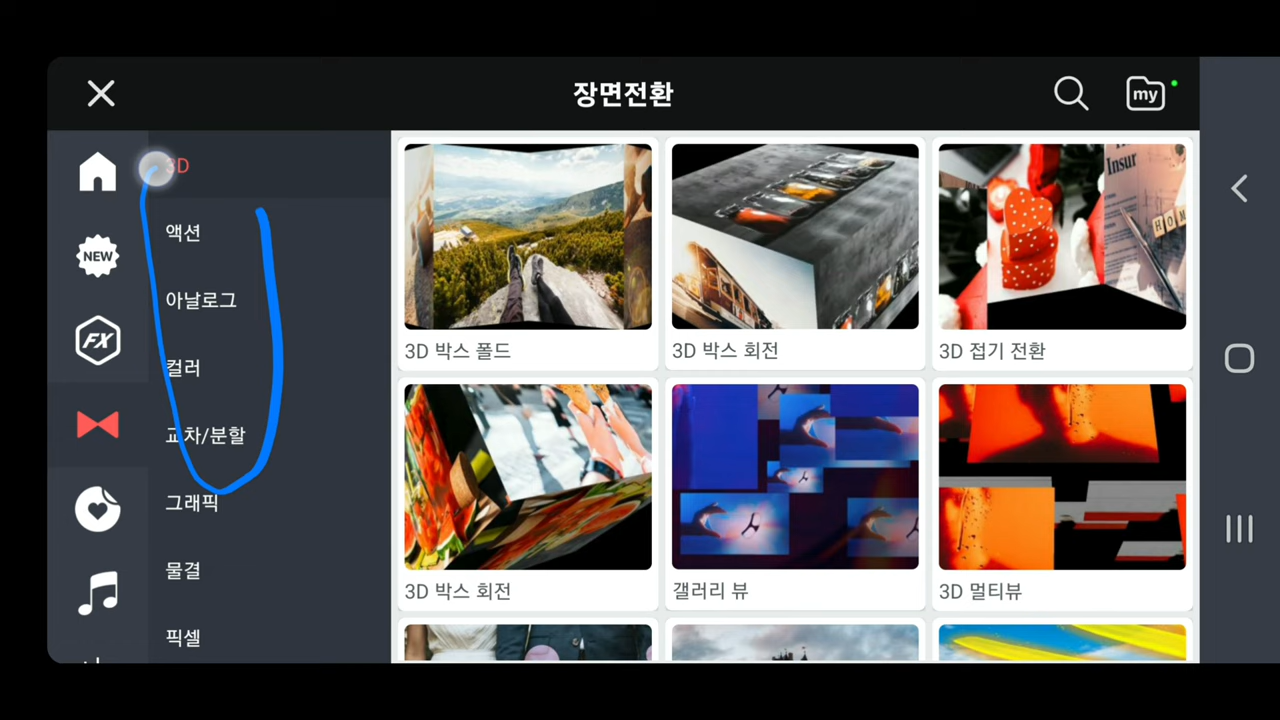 장면전환
my
3D
액션
아날로그
컬러
교차/분할
그래픽
물결
픽셀
NEW
FX
Insur
HOM
3D 박스 폴드
3D 박스 회전
3D 접기 전환
3D 박스 회전
갤러리 뷰
3D 멀티뷰